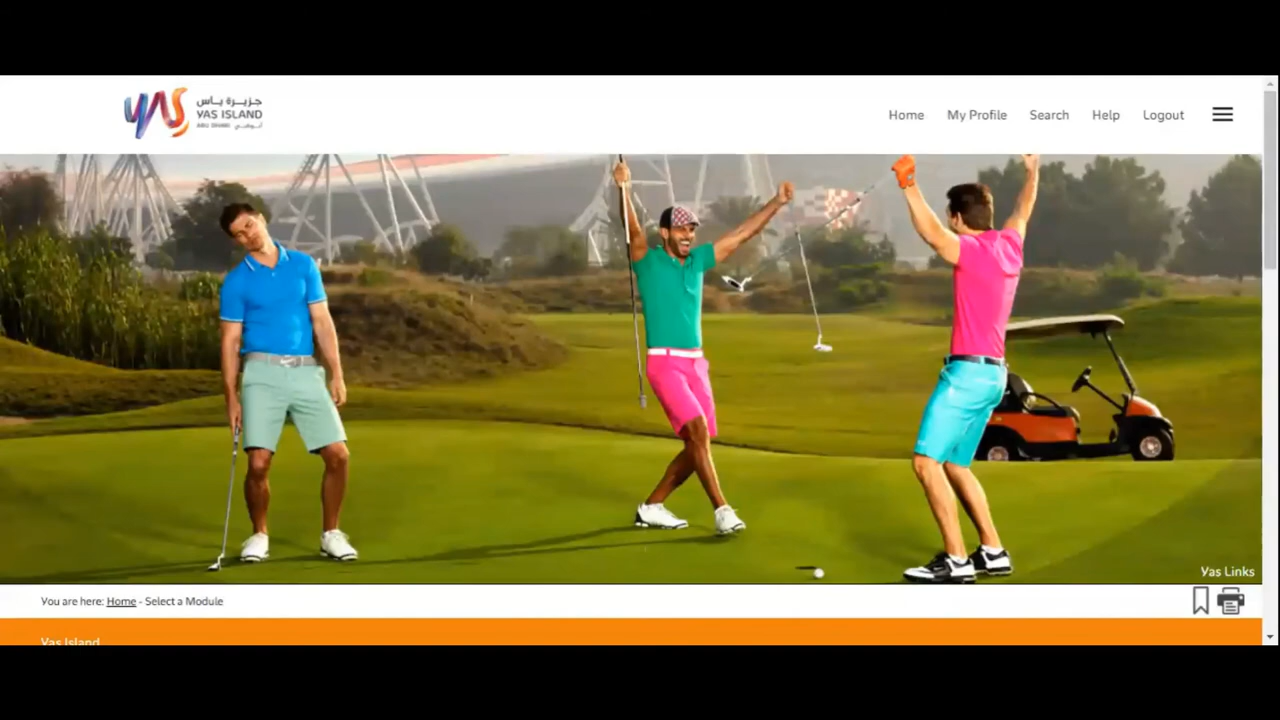 جزيرة ياس
YAS ISLAND
ABU DHABI أبوظبي
Home My Profile Search Help Logout
Yas Links
You are here: Home - Select a Module
Yas Island